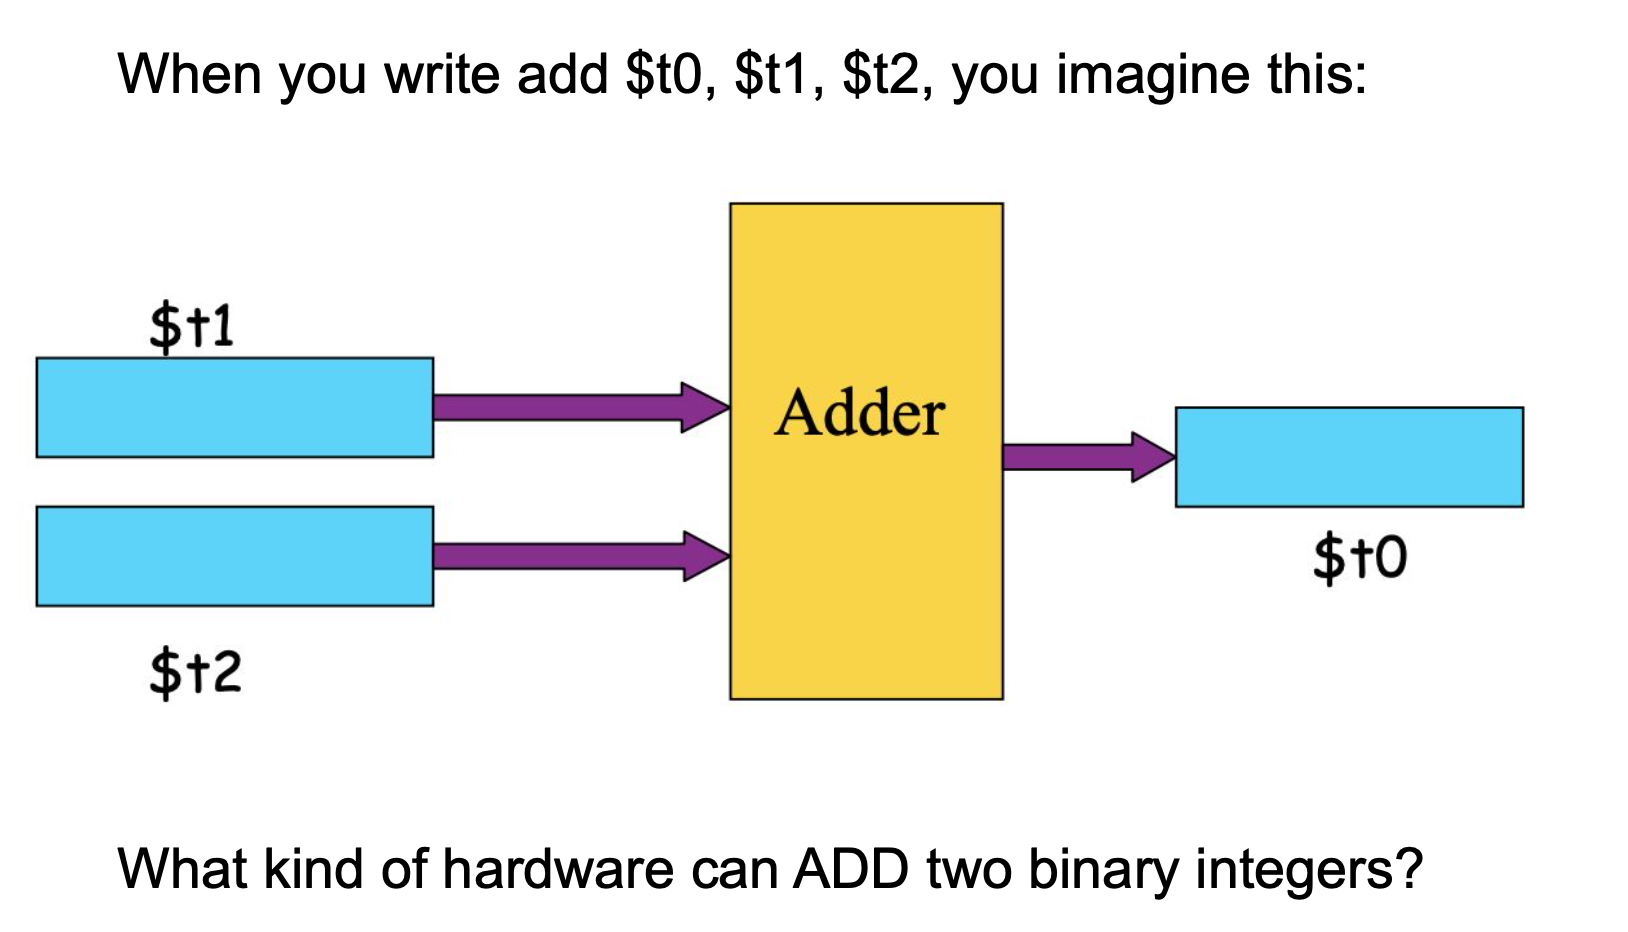 When you write add $t0, $t1, $t2, you imagine this:
$t1
Adder
$t0
$t2
What kind of hardware can ADD two binary integers?